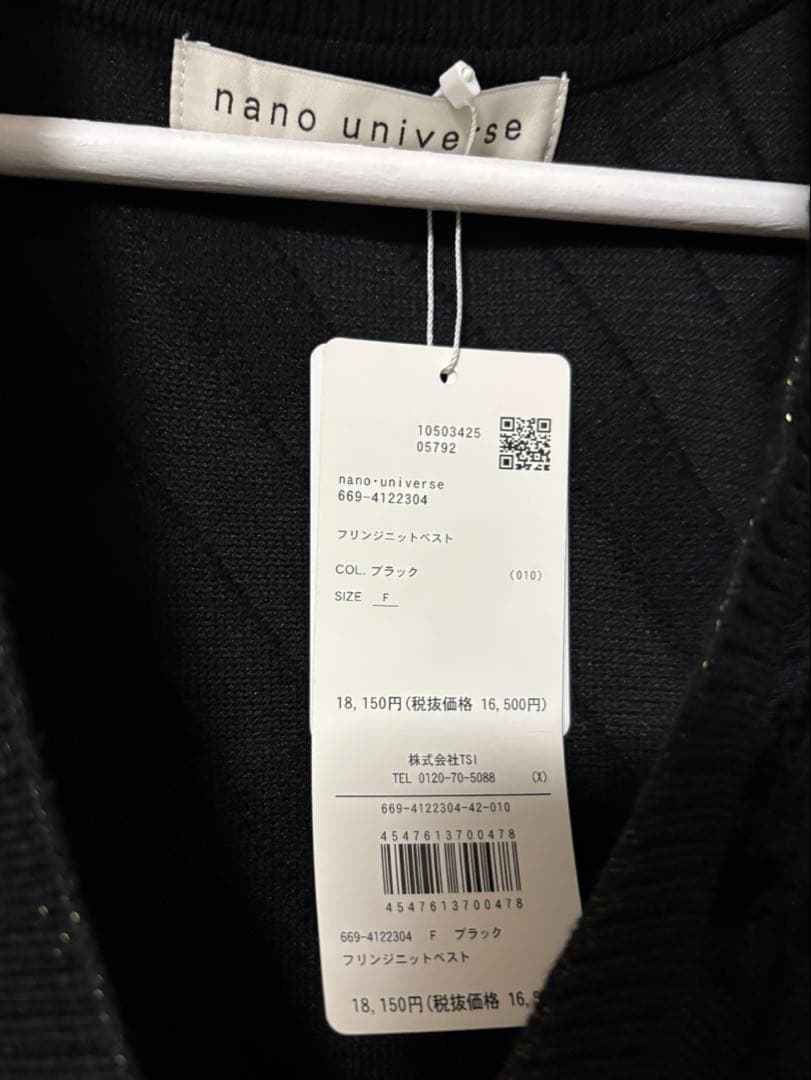 nano universe
10503425
05792
nano・universe
669-4122304
フリンジニットベスト
COL. ブラック (010)
SIZE F
18,150円(税抜価格 16,500円)
株式会社TSI
TEL 0120-70-5088 (X)
669-4122304-42-010
4547613700478
4547613700478
669-4122304 F ブラック
フリンジニットベスト
18,150円(税抜価格 16,5